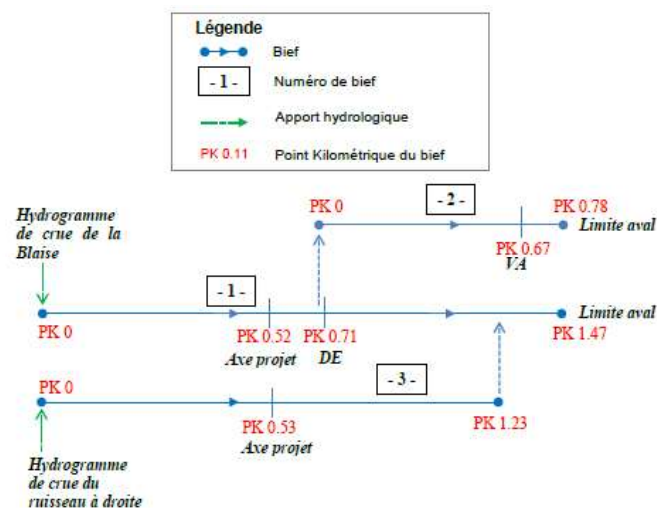 Légende
Bief
- 1 -
Numéro de bief
Apport hydrologique
PK 0.11
Point Kilométrique du bief
Hydrogramme
de crue de la
Blaise
PK 0
- 2 -
PK 0.78
Limite aval
PK 0.67
VA
- 1 -
Limite aval
PK 0
PK 0.52
PK 0.71
PK 1.47
Axe projet
DE
PK 0
- 3 -
PK 0.53
PK 1.23
Axe projet
Hydrogramme
de crue du
ruisseau à droite